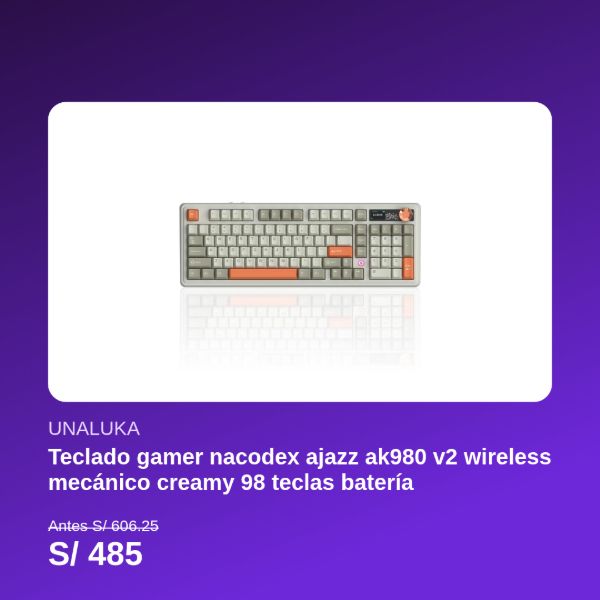 UNALUKA
Teclado gamer nacodex ajazz ak980 v2 wireless
mecánico creamy 98 teclas batería
Antes S/ 606.25
S/ 485